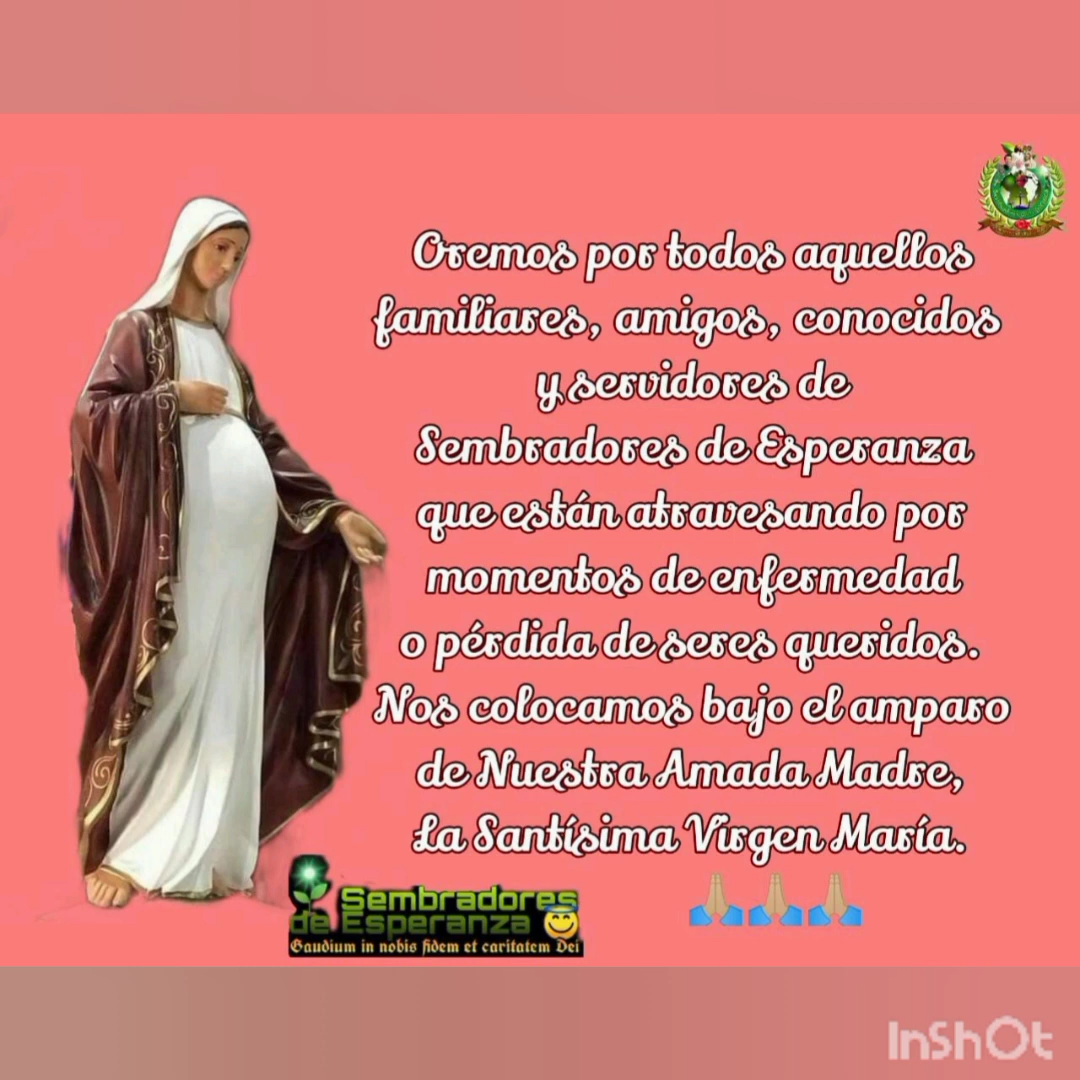 Oremos por todos aquellos
familiares, amigos, conocidos
y servidores de
Sembradores de Esperanza
que están atravesando por
momentos de enfermedad
o pérdida de seres queridos.
Nos colocamos bajo el amparo
de Nuestra Amada Madre,
La Santísima Virgen María.
Sembradores
de Esperanza
Gaudium in nobis fidem et caritatem Dei
InShOt